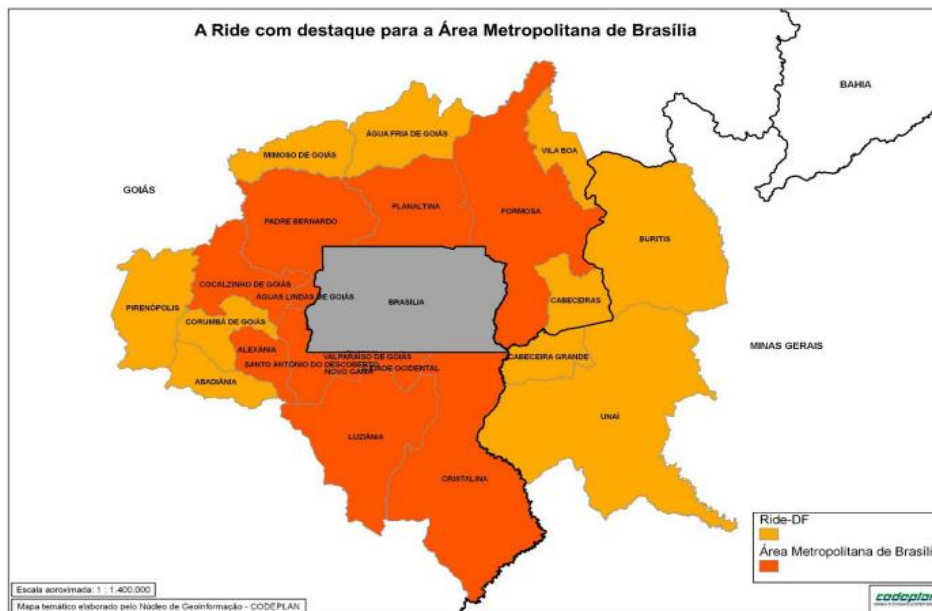 A Ride com destaque para a Área Metropolitana de Brasília
BAHIA
ÁGUA FRIA DE GOIÁS
MIMOSO DE GOIÁS
VILA BOA
GOIÁS
PLANALTINA
FORMOSA
PADRE BERNARDO
BURITIS
COCALZINHO DE GOIÁS
ÁGUAS LINDAS DE GOIÁS
BRASÍLIA
CABECEIRAS
PIRENÓPOLIS
CORUMBÁ DE GOIÁS
MINAS GERAIS
ALEXÂNIA
VALPARAÍSO DE GOIÁS
CABECEIRA GRANDE
SANTO ANTÔNIO DO DESCOBERTO
NOVO GAMA
OCIDENTAL
ABADIÂNIA
UNAÍ
LUZIÂNIA
CRISTALINA
Ride-DF
Área Metropolitana de Brasíli
Escala aproximada: 1 : 1.400.000
Mapa temático elaborado pelo Núcleo de Geoinformação - CODEPLAN
codeplan